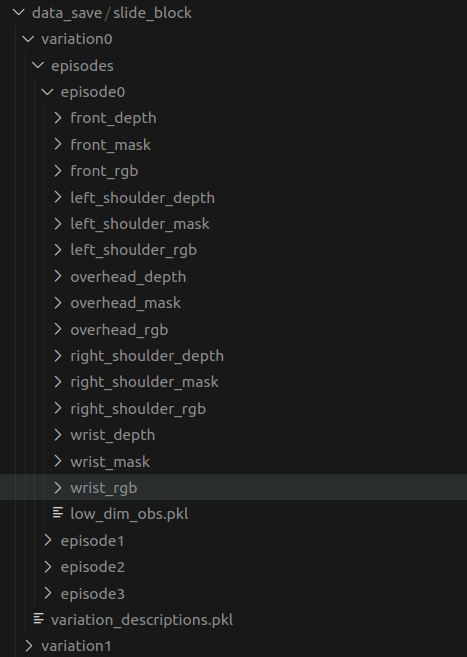 data_save / slide_block
variation0
episodes
episode0
front_depth
front_mask
front_rgb
left_shoulder_depth
left_shoulder_mask
left_shoulder_rgb
overhead_depth
overhead_mask
overhead_rgb
right_shoulder_depth
right_shoulder_mask
right_shoulder_rgb
wrist_depth
wrist_mask
wrist_rgb
low_dim_obs.pkl
episode1
episode2
episode3
variation_descriptions.pkl
variation1